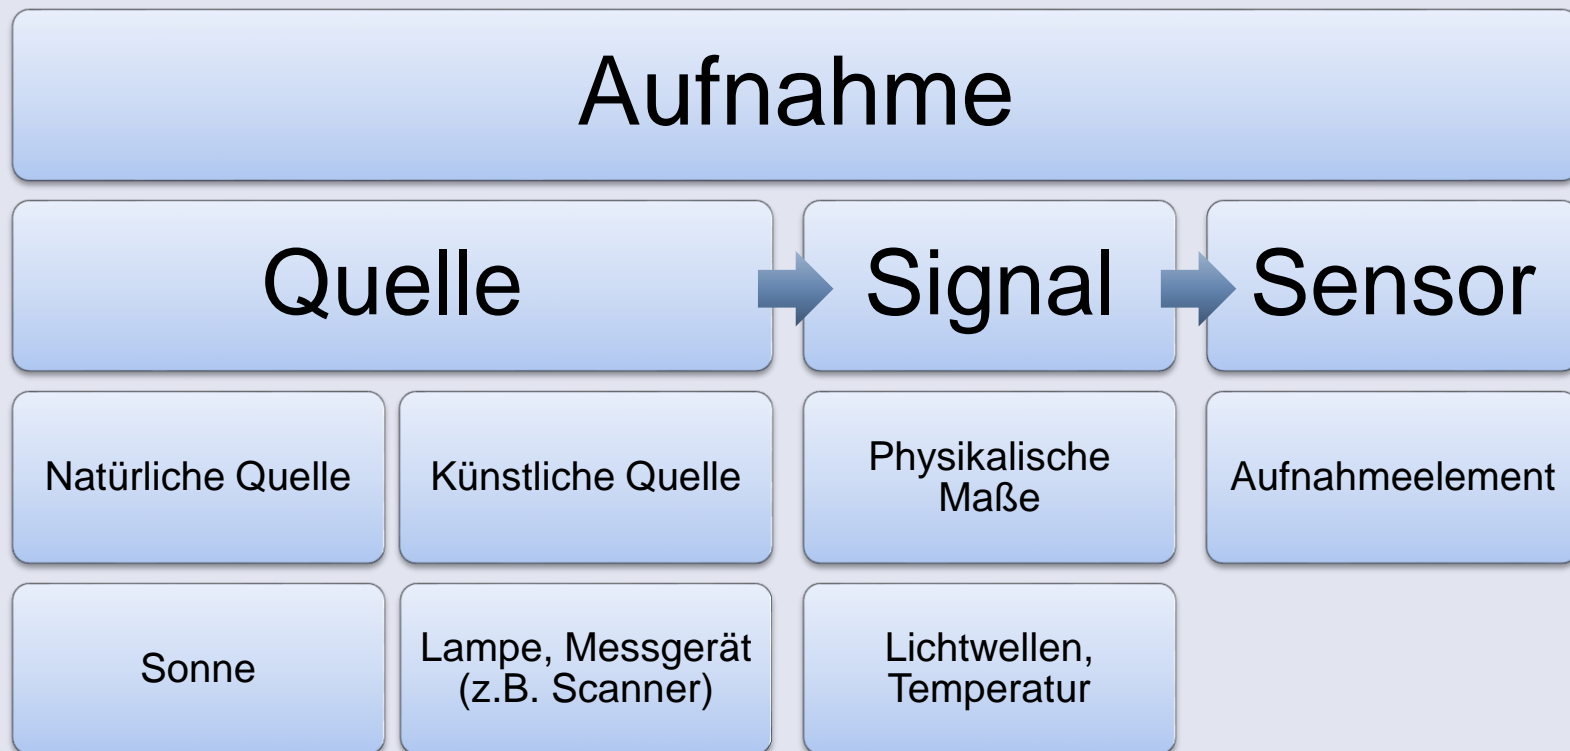 Aufnahme
Quelle
Signal
Sensor
Natürliche Quelle
Künstliche Quelle
Physikalische
Maße
Aufnahmeelement
Sonne
Lampe, Messgerät
(z.B. Scanner)
Lichtwellen,
Temperatur